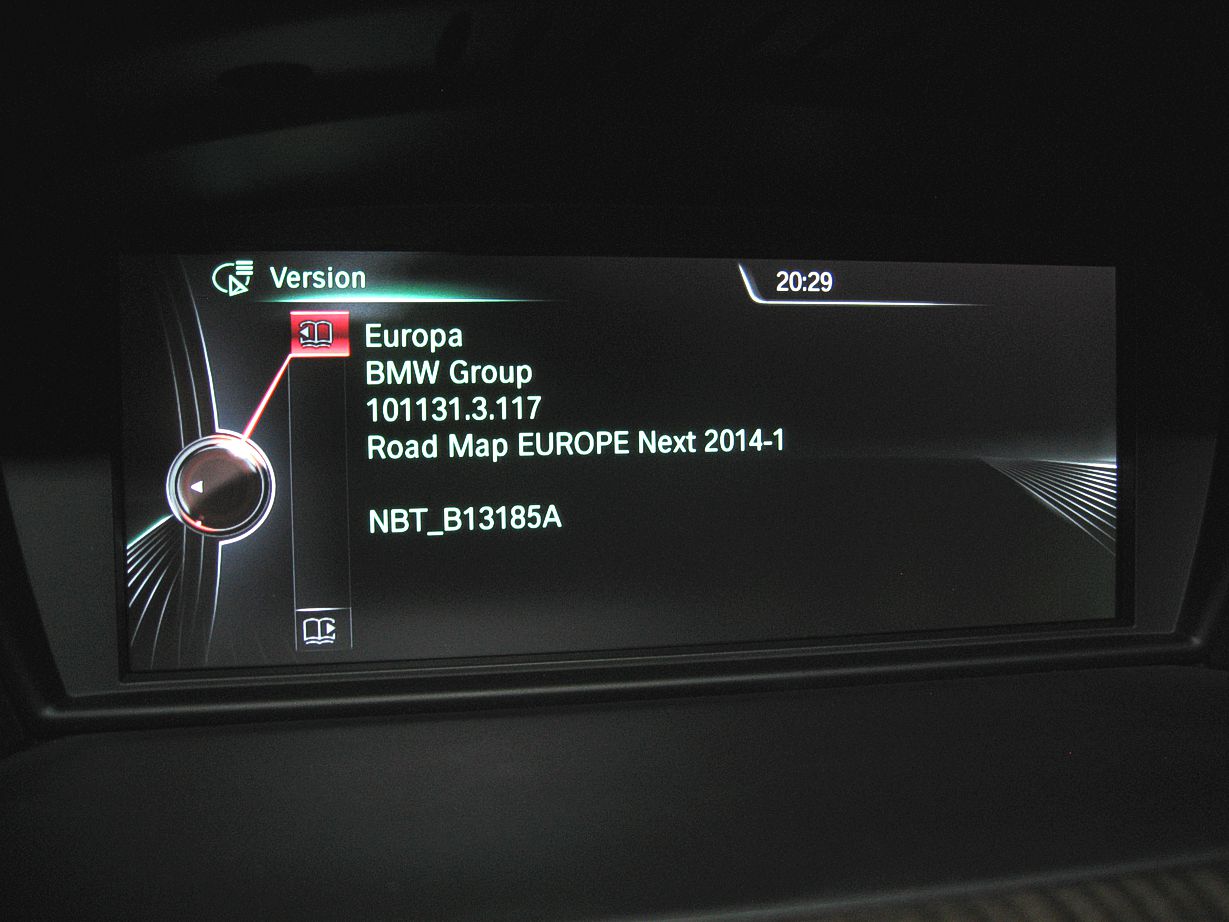 Version
20:29
Europa
BMW Group
101131.3.117
Road Map EUROPE Next 2014-1
NBT_B13185A